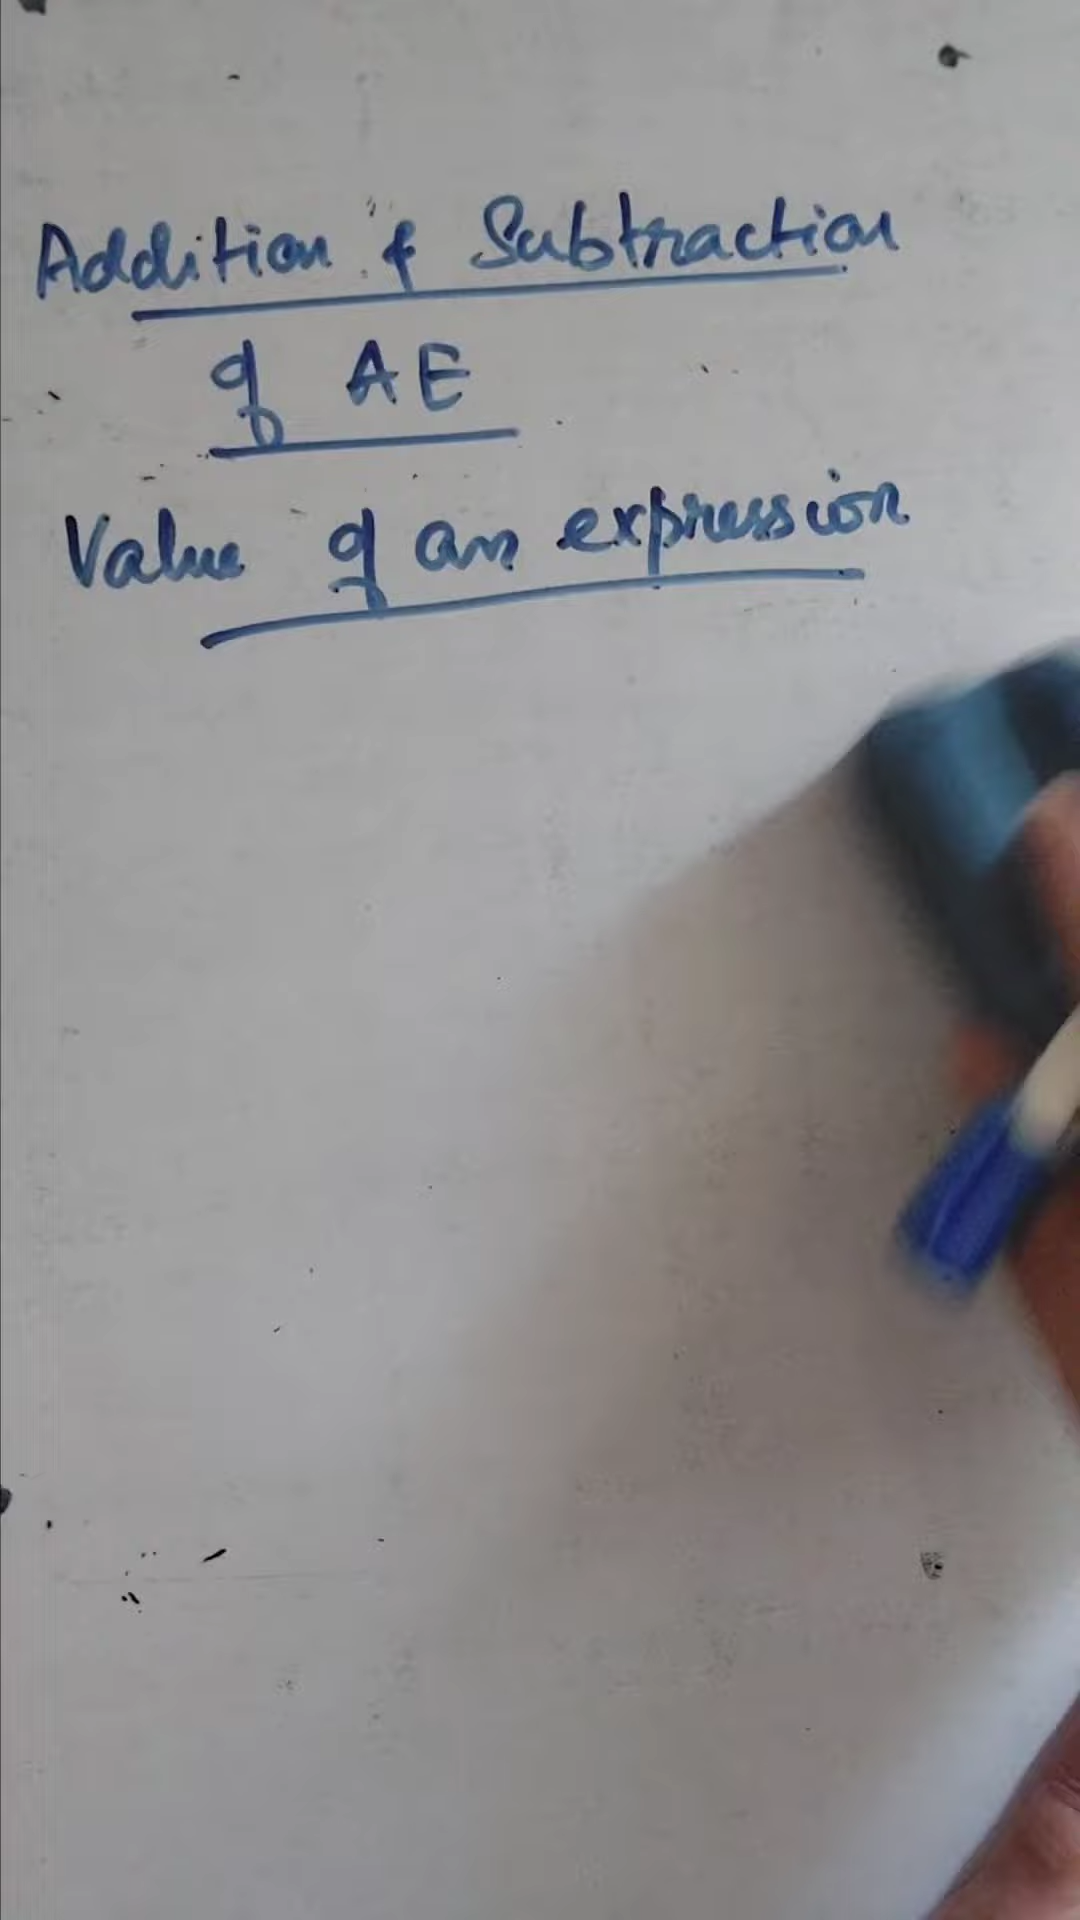 Addition & Subtraction
of AE
Value of an expression